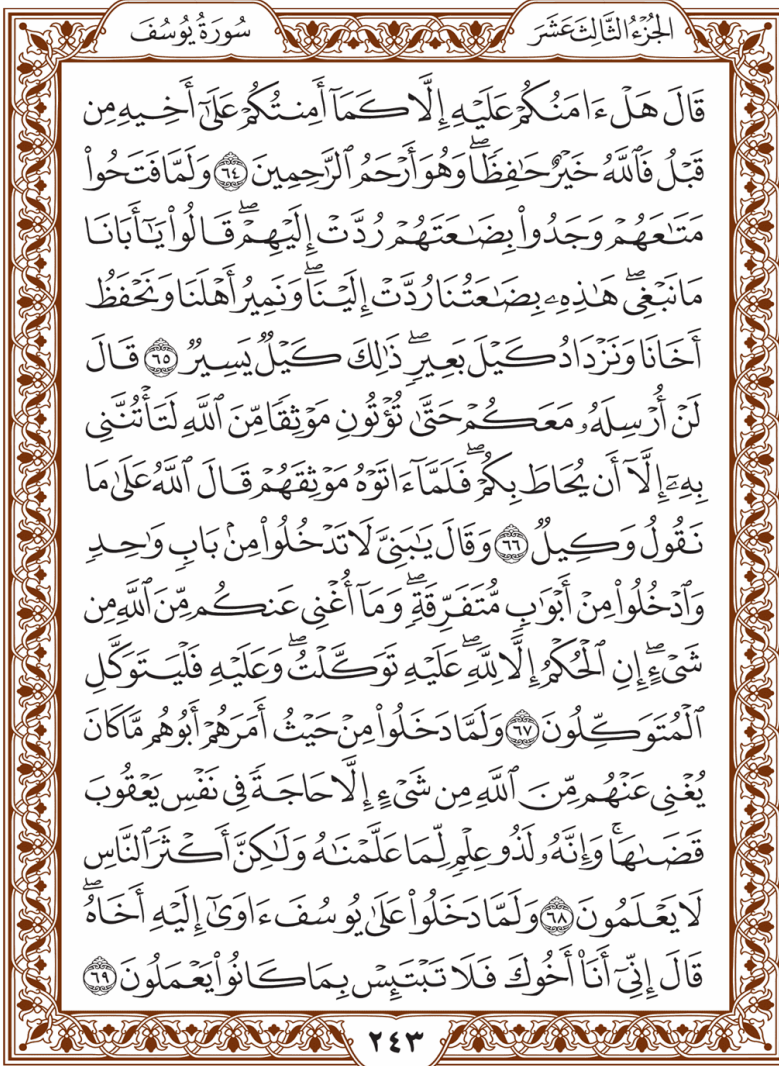 الجُزْءُ الثَّالِثَ عَشَرَ
سُورَةُ يُوسُفَ
قَالَ هَلْ ءَامَنُكُمْ عَلَيْهِ إِلَّا كَمَآ أَمِنتُكُمْ عَلَىٰٓ أَخِيهِ مِن
قَبْلُ فَٱللَّهُ خَيْرٌ حَٰفِظًاۖ وَهُوَ أَرْحَمُ ٱلرَّٰحِمِينَ ٦٤ وَلَمَّا فَتَحُوا۟
مَتَٰعَهُمْ وَجَدُوا۟ بِضَٰعَتَهُمْ رُدَّتْ إِلَيْهِمْۖ قَالُوا۟ يَٰٓأَبَانَا
مَا نَبْغِىۖ هَٰذِهِۦ بِضَٰعَتُنَا رُدَّتْ إِلَيْنَاۖ وَنَمِيرُ أَهْلَنَا وَنَحْفَظُ
أَخَانَا وَنَزْدَادُ كَيْلَ بَعِيرٍۖ ذَٰلِكَ كَيْلٌ يَسِيرٌ ٦٥ قَالَ
لَنْ أُرْسِلَهُۥ مَعَكُمْ حَتَّىٰ تُؤْتُونِ مَوْثِقًا مِّنَ ٱللَّهِ لَتَأْتُنَّنِى
بِهِۦٓ إِلَّآ أَن يُحَاطَ بِكُمْۖ فَلَمَّآ ءَاتَوْهُ مَوْثِقَهُمْ قَالَ ٱللَّهُ عَلَىٰ مَا
نَقُولُ وَكِيلٌ ٦٦ وَقَالَ يَٰبَنِىَّ لَا تَدْخُلُوا۟ مِنۢ بَابٍ وَٰحِدٍ
وَٱدْخُلُوا۟ مِنْ أَبْوَٰبٍ مُّتَفَرِّقَةٍۖ وَمَآ أُغْنِى عَنكُم مِّنَ ٱللَّهِ مِن
شَىْءٍۖ إِنِ ٱلْحُكْمُ إِلَّا لِلَّهِۖ عَلَيْهِ تَوَكَّلْتُۖ وَعَلَيْهِ فَلْيَتَوَكَّلِ
ٱلْمُتَوَكِّلُونَ ٦٧ وَلَمَّا دَخَلُوا۟ مِنْ حَيْثُ أَمَرَهُمْ أَبُوهُم مَّا كَانَ
يُغْنِى عَنْهُم مِّنَ ٱللَّهِ مِن شَىْءٍ إِلَّا حَاجَةً فِى نَفْسِ يَعْقُوبَ
قَضَىٰهَاۚ وَإِنَّهُۥ لَذُو عِلْمٍ لِّمَا عَلَّمْنَٰهُ وَلَٰكِنَّ أَكْثَرَ ٱلنَّاسِ
لَا يَعْلَمُونَ ٦٨ وَلَمَّا دَخَلُوا۟ عَلَىٰ يُوسُفَ ءَاوَىٰٓ إِلَيْهِ أَخَاهُۖ
قَالَ إِنِّىٓ أَنَا۠ أَخُوكَ فَلَا تَبْتَئِسْ بِمَا كَانُوا۟ يَعْمَلُونَ ٦٩
٢٤٣